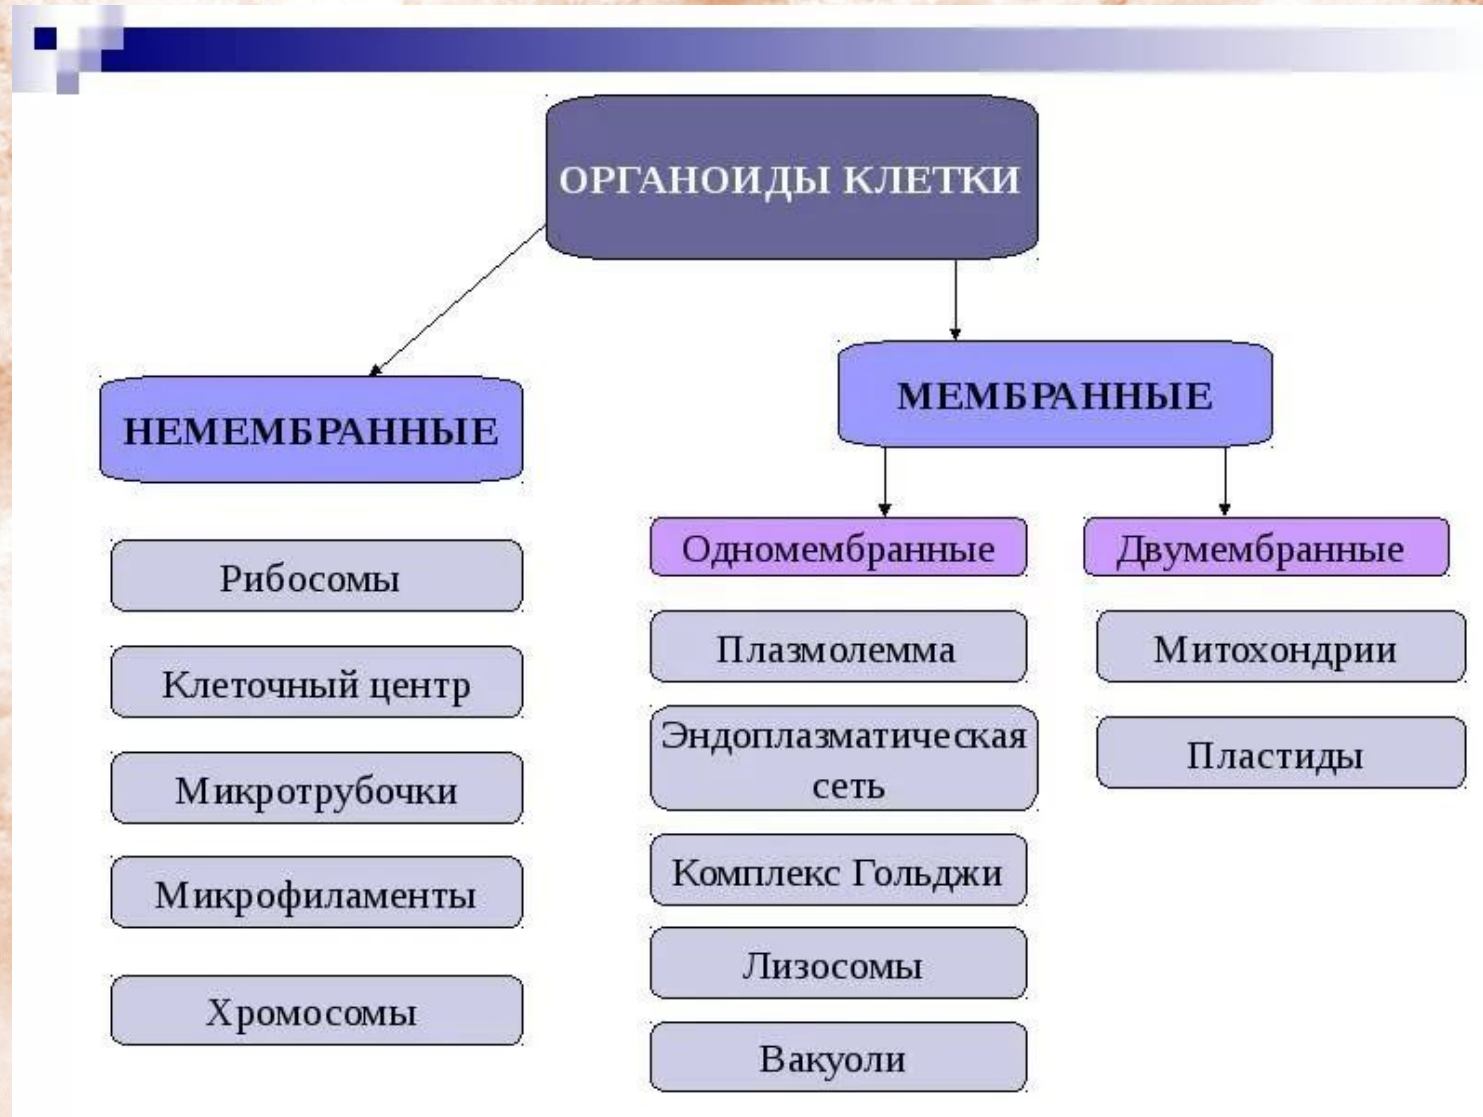 ОРГАНОИДЫ КЛЕТКИ
НЕМЕМБРАННЫЕ
Рибосомы
Клеточный центр
Микротрубочки
Микрофиламенты
Хромосомы
МЕМБРАННЫЕ
Одномембранные
Плазмолемма
Эндоплазматическая
сеть
Комплекс Гольджи
Лизосомы
Вакуоли
Двумембранные
Митохондрии
Пластиды